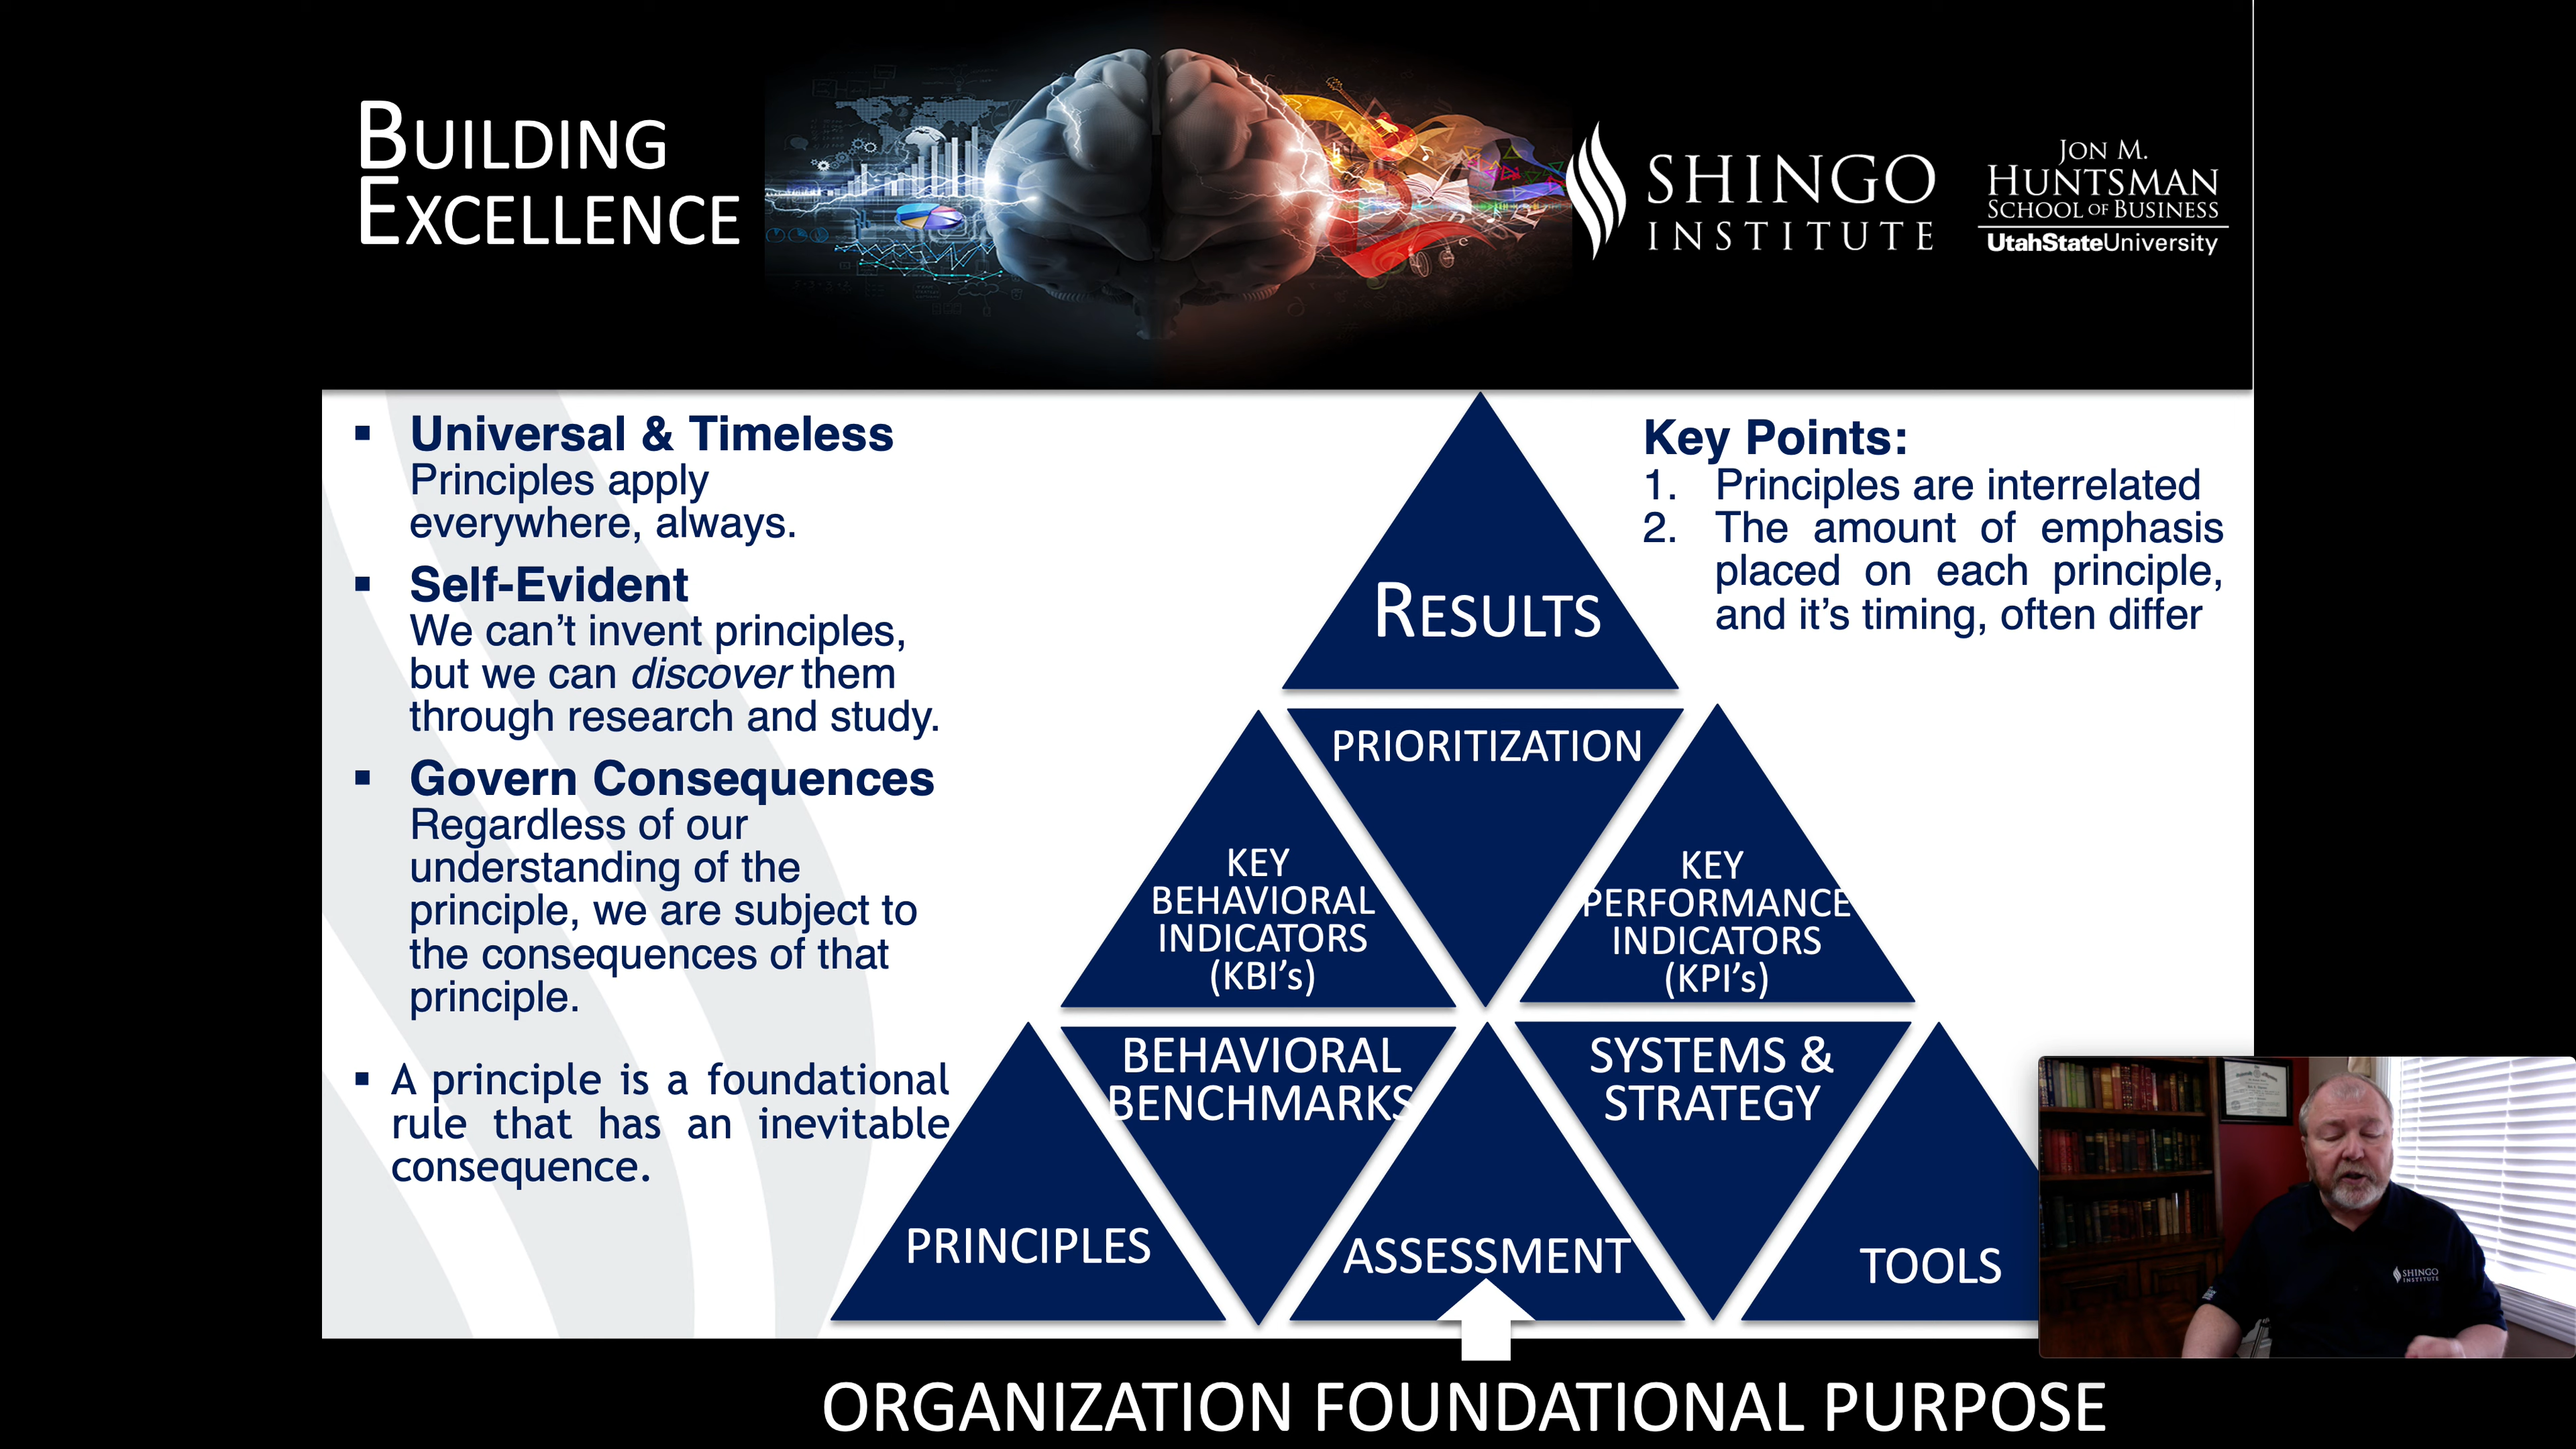 BUILDING
EXCELLENCE
SHINGO
INSTITUTE
JON M.
HUNTSMAN
SCHOOL OF BUSINESS
UtahStateUniversity
▪ Universal & Timeless
Principles apply
everywhere, always.
▪ Self-Evident
We can't invent principles,
but we can discover them
through research and study.
▪ Govern Consequences
Regardless of our
understanding of the
principle, we are subject to
the consequences of that
principle.
▪ A principle is a foundational
rule that has an inevitable
consequence.
Key Points:
1. Principles are interrelated
2. The amount of emphasis
placed on each principle,
and it's timing, often differ
RESULTS
PRIORITIZATION
KEY
BEHAVIORAL
INDICATORS
(KBI's)
KEY
PERFORMANCE
INDICATORS
(KPI's)
BEHAVIORAL
BENCHMARKS
SYSTEMS &
STRATEGY
PRINCIPLES
ASSESSMENT
TOOLS
SHINGO
INSTITUTE
ORGANIZATION FOUNDATIONAL PURPOSE